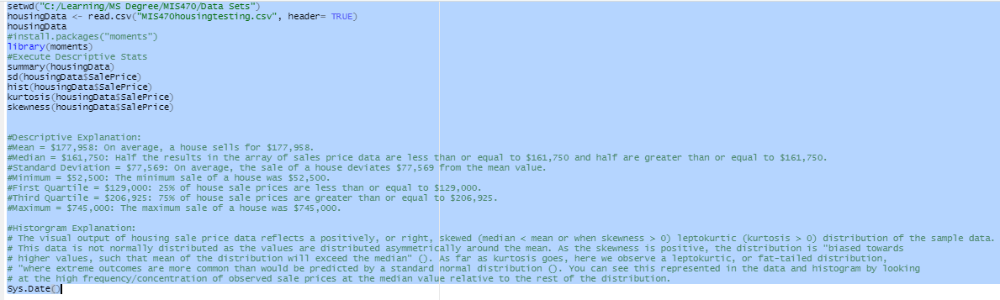 setwd("C:/Learning/MS Degree/MIS470/Data Sets")
housingData <- read.csv("MIS470housingtesting.csv", header= TRUE)
housingData
#install.packages("moments")
library(moments)
#Execute Descriptive Stats
summary(housingData)
sd(housingData$SalePrice)
hist(housingData$SalePrice)
kurtosis(housingData$SalePrice)
skewness(housingData$SalePrice)
#Descriptive Explanation:
#Mean = $177,958: On average, a house sells for $177,958.
#Median = $161,750: Half the results in the array of sales price data are less than or equal to $161,750 and half are greater than or equal to $161,750.
#Standard Deviation = $77,569: On average, the sale of a house deviates $77,569 from the mean value.
#Minimum = $52,500: The minimum sale of a house was $52,500.
#First Quartile = $129,000: 25% of house sale prices are less than or equal to $129,000.
#Third Quartile = $206,925: 75% of house sale prices are greater than or equal to $206,925.
#Maximum = $745,000: The maximum sale of a house was $745,000.
#Historgram Explanation:
# The visual output of housing sale price data reflects a positively, or right, skewed (median < mean or when skewness > 0) leptokurtic (kurtosis > 0) distribution of the sample data.
# This data is not normally distributed as the values are distributed asymmetrically around the mean. As the skewness is positive, the distribution is "biased towards
# higher values, such that mean of the distribution will exceed the median" (). As far as kurtosis goes, here we observe a leptokurtic, or fat-tailed distribution,
# "where extreme outcomes are more common than would be predicted by a standard normal distribution (). You can see this represented in the data and histogram by looking
# at the high frequency/concentration of observed sale prices at the median value relative to the rest of the distribution.
Sys.Date()